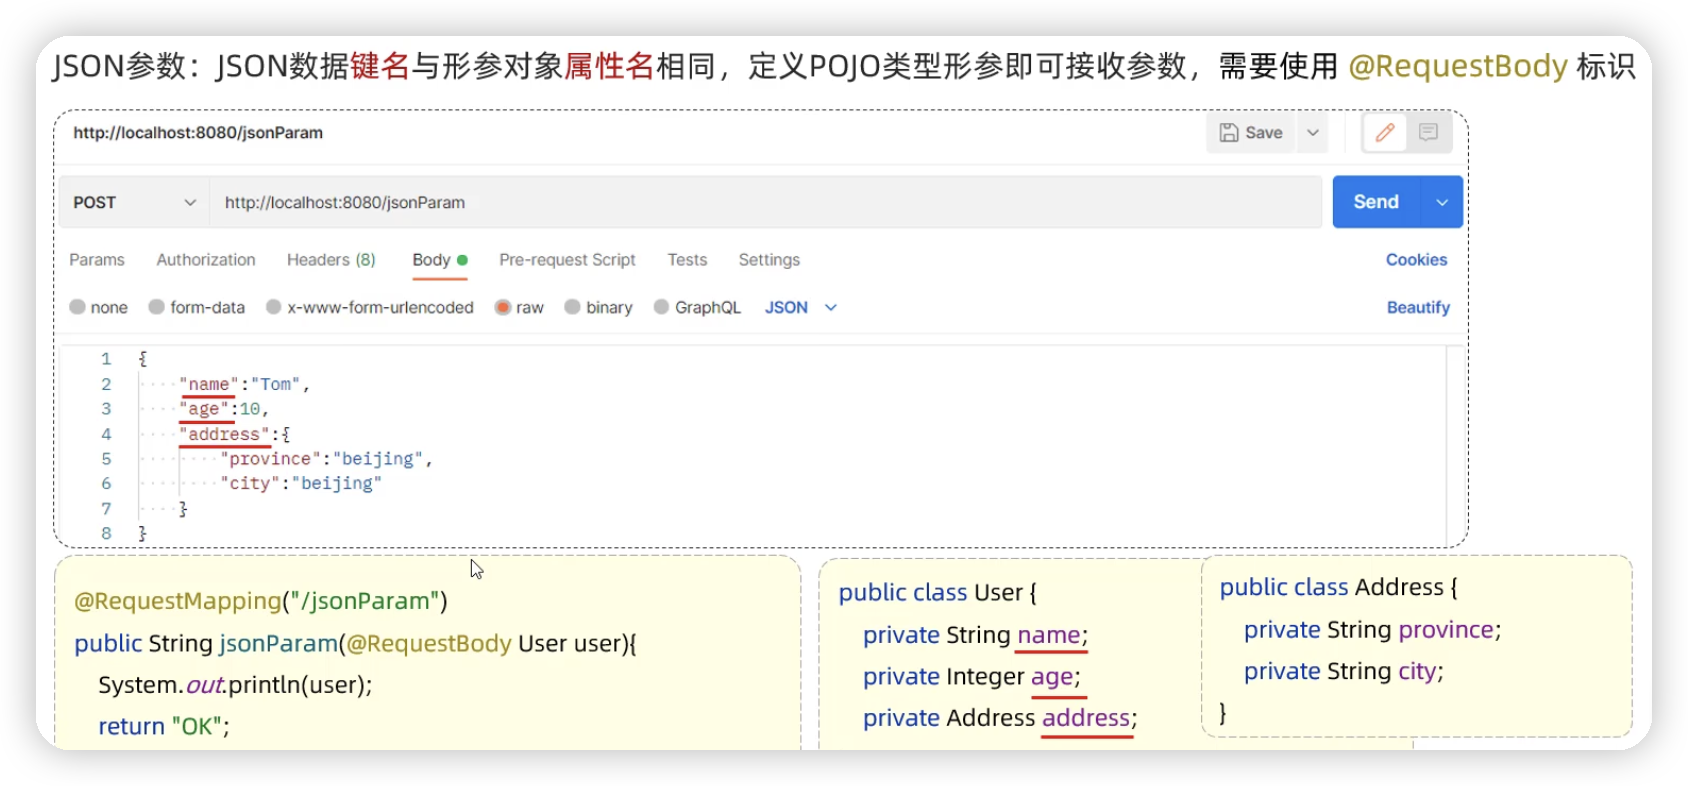 JSON参数：JSON数据键名与形参对象属性名相同，定义POJO类型形参即可接收参数，需要使用 @RequestBody 标识
http://localhost:8080/jsonParam
Save
POST
http://localhost:8080/jsonParam
Send
Params Authorization Headers (8) Body Pre-request Script Tests Settings Cookies
none form-data x-www-form-urlencoded raw binary GraphQL JSON Beautify
1 {
2 "name":"Tom",
3 "age":10,
4 "address":{
5 "province":"beijing",
6 "city":"beijing"
7 }
8 }
@RequestMapping("/jsonParam")
public String jsonParam(@RequestBody User user){
System.out.println(user);
return "OK";
public class User {
private String name;
private Integer age;
private Address address;
public class Address {
private String province;
private String city;
}